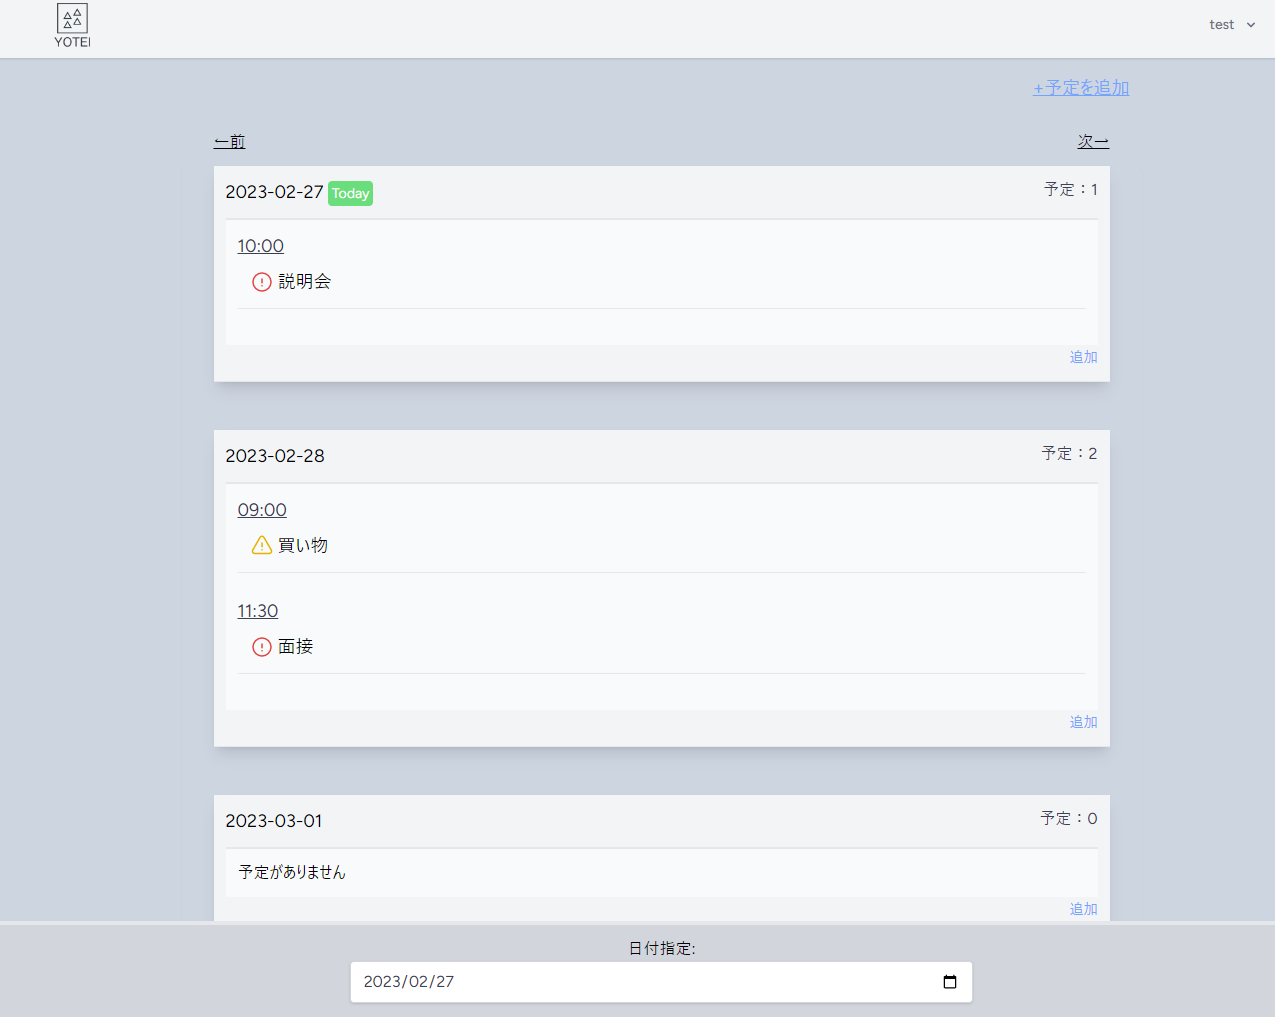 YOTEI
test
+予定を追加
←前
次→
2023-02-27 Today
予定：1
10:00
説明会
追加
2023-02-28
予定：2
09:00
買い物
11:30
面接
追加
2023-03-01
予定：0
予定がありません
追加
日付指定:
2023/02/27